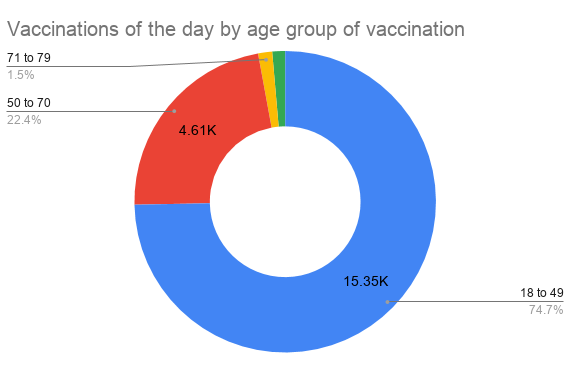 Vaccinations of the day by age group of vaccination
71 to 79
1.5%
50 to 70
22.4%
4.61K
15.35K
18 to 49
74.7%